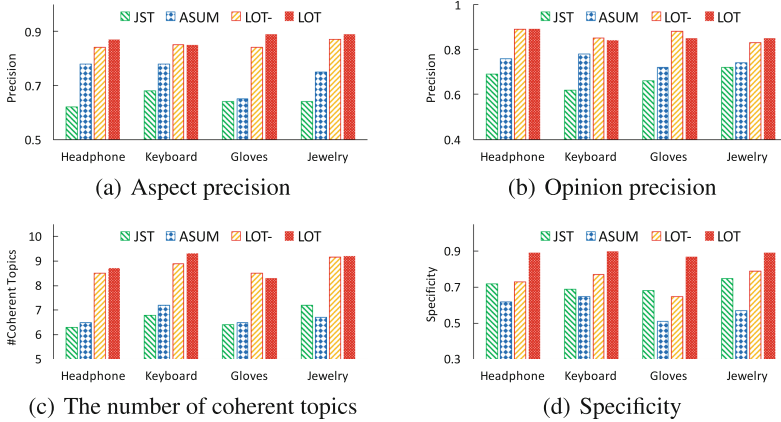 JST ASUM LOT- LOT
0.9
0.7
0.5
Precision
Headphone Keyboard Gloves Jewelry
(a) Aspect precision
JST ASUM LOT- LOT
1
0.8
0.6
0.4
Precision
Headphone Keyboard Gloves Jewelry
(b) Opinion precision
JST ASUM LOT- LOT
10
9
8
7
6
5
#Coherent Topics
Headphone Keyboard Gloves Jewelry
(c) The number of coherent topics
JST ASUM LOT- LOT
0.9
0.7
0.5
0.3
Specificity
Headphone Keyboard Gloves Jewelry
(d) Specificity